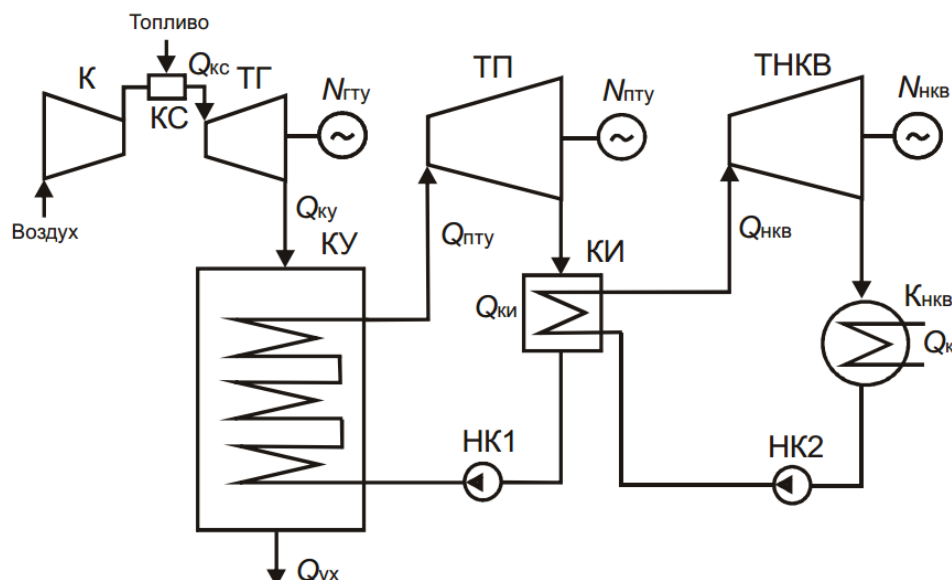 Топливо
К
Qкс
ТГ
КС
Nгту
ТП
Nпту
ТНКВ
Nнкв
Воздух
Qку
КУ
Qпту
КИ
Qнкв
Qки
Кнкв
Qк
НК1
НК2
Qух